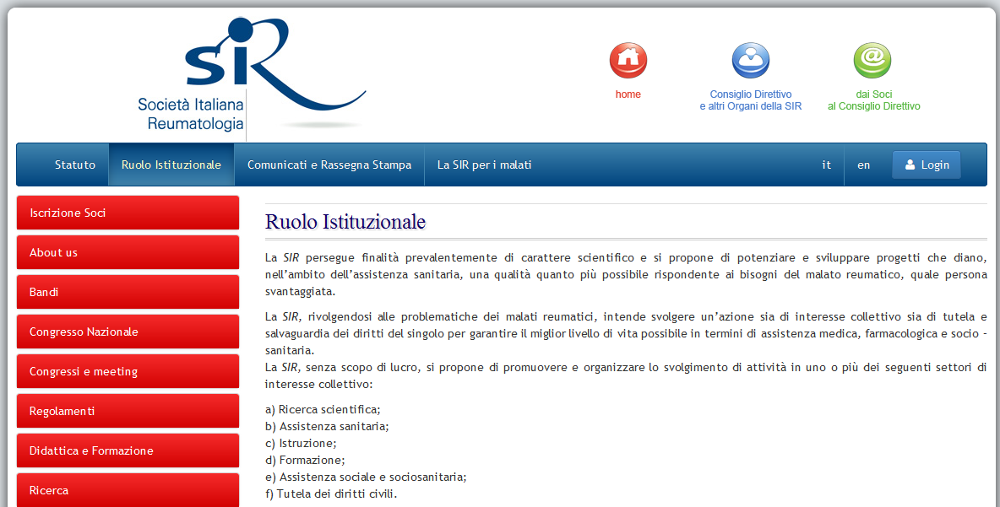 SIR
Società Italiana
Reumatologia
home
Consiglio Direttivo
e altri Organi della SIR
dai Soci
al Consiglio Direttivo
Statuto
Ruolo Istituzionale
Comunicati e Rassegna Stampa
La SIR per i malati
it
en
Login
Iscrizione Soci
About us
Bandi
Congresso Nazionale
Congressi e meeting
Regolamenti
Didattica e Formazione
Ricerca
Ruolo Istituzionale
La SIR persegue finalità prevalentemente di carattere scientifico e si propone di potenziare e sviluppare progetti che diano,
nell'ambito dell'assistenza sanitaria, una qualità quanto più possibile rispondente ai bisogni del malato reumatico, quale persona
svantaggiata.
La SIR, rivolgendosi alle problematiche dei malati reumatici, intende svolgere un'azione sia di interesse collettivo sia di tutela e
salvaguardia dei diritti del singolo per garantire il miglior livello di vita possibile in termini di assistenza medica, farmacologica e socio -
sanitaria.
La SIR, senza scopo di lucro, si propone di promuovere e organizzare lo svolgimento di attività in uno o più dei seguenti settori di
interesse collettivo:
a) Ricerca scientifica;
b) Assistenza sanitaria;
c) Istruzione;
d) Formazione;
e) Assistenza sociale e sociosanitaria;
f) Tutela dei diritti civili.